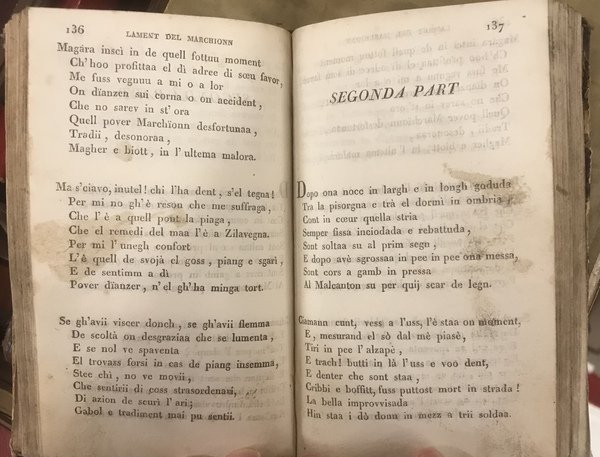 136
LAMENT DEL MARCHIONN
Magàra inscì in de quell fottuu moment
Ch'hoo profittaa el dì adree di sœu favor,
Me fuss vegnuu a mi o a lor
On dïanzen sui corna o on accident,
Che no sarev in st'ora
Quell pover Marchïonn desfortunaa,
Tradii, desonoraa,
Magher e biott, in l'ultema malora.
Ma s'ciavo, inutel! chi l'ha dent, s'el tegna!
Per mi no gh'è reson che me suffraga,
Che l'è a quell pont la piaga,
Che el remedi del maa l'è a Zilavegna.
Per mi l'unegh confort
L'è quell de svojà el goss, piang e sgarì,
E de sentimm a dì
Pover dïanzer, n'el gh'ha minga tort.
Se gh'avii viscer donch, se gh'avii flemma
De scoltà on desgraziaa che se lumenta,
E se nol ve spaventa
El trovass forsi in cas de piang insemma,
Stee chì, no ve movii,
Che sentirii di coss strasordenarj,
Di azion de scurì l'ari;
Gabol e tradiment mai pu sentii.
137
SEGONDA PART
Dopo ona nocc in largh e in longh goduda
Tra la pisorgna e trà el dormì in ombria,
Cont in cœur quella stria
Semper fissa inciodada e rebattuda,
Sont soltaa su al prim segn,
E dopo avè sgrossaa in pee in pee ona messa,
Sont cors a gamb in pressa
Al Malcanton su per quij scar de legn.
Ciamann cunt, vess a l'uss, l'è staa on moment,
E, mesurand el sò dal mè piasè,
Tiri in pee l'alzapè,
E trach! butti in là l'uss e voo dent,
E denter che sont staa,
Cribbi e boffitt, fuss puttost mort in strada!
La bella improvvisada
Hin staa i dò donn in mezz a trii soldaa.